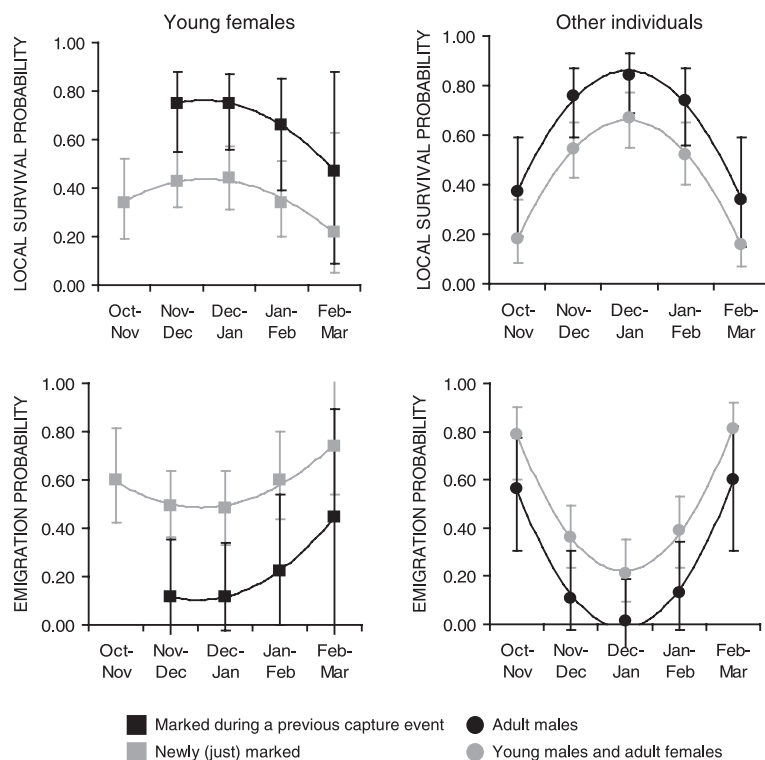 Young females
LOCAL SURVIVAL PROBABILITY
1.00
0.80
0.60
0.40
0.20
0.00
Oct-
Nov
Nov-
Dec
Dec-
Jan
Jan-
Feb
Feb-
Mar
Other individuals
LOCAL SURVIVAL PROBABILITY
1.00
0.80
0.60
0.40
0.20
0.00
Oct-
Nov
Nov-
Dec
Dec-
Jan
Jan-
Feb
Feb-
Mar
EMIGRATION PROBABILITY
1.00
0.80
0.60
0.40
0.20
0.00
Oct-
Nov
Nov-
Dec
Dec-
Jan
Jan-
Feb
Feb-
Mar
EMIGRATION PROBABILITY
1.00
0.80
0.60
0.40
0.20
0.00
Oct-
Nov
Nov-
Dec
Dec-
Jan
Jan-
Feb
Feb-
Mar
Marked during a previous capture event
Newly (just) marked
Adult males
Young males and adult females